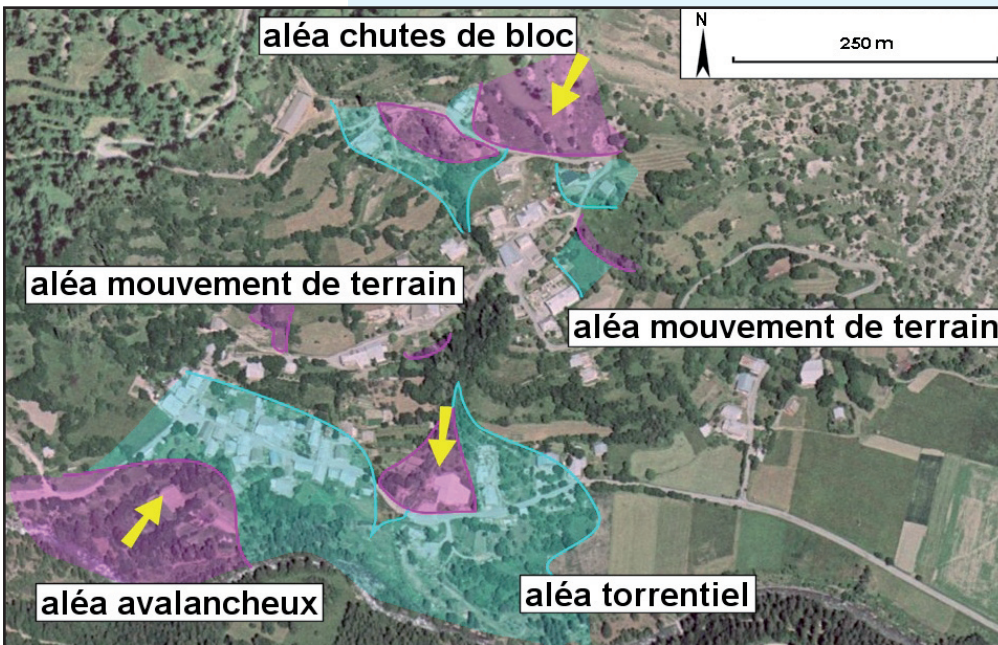 aléa chutes de bloc
N
250 m
aléa mouvement de terrain
aléa mouvement de terrain
aléa avalancheux
aléa torrentiel